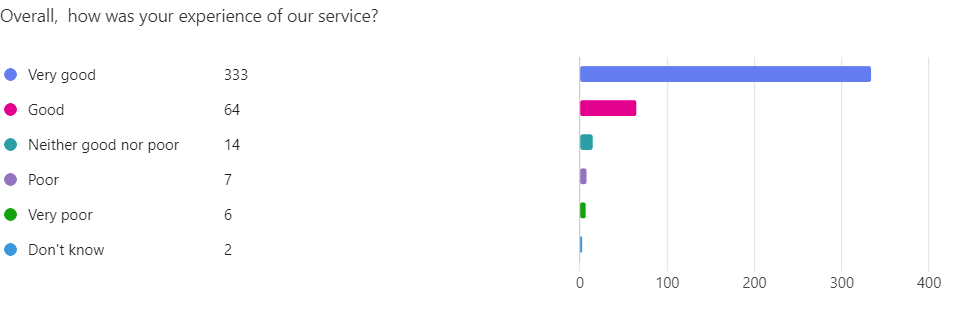 Overall,  how was your experience of our service?
Very good 333
Good 64
Neither good nor poor 14
Poor 7
Very poor 6
Don't know 2
0 100 200 300 400